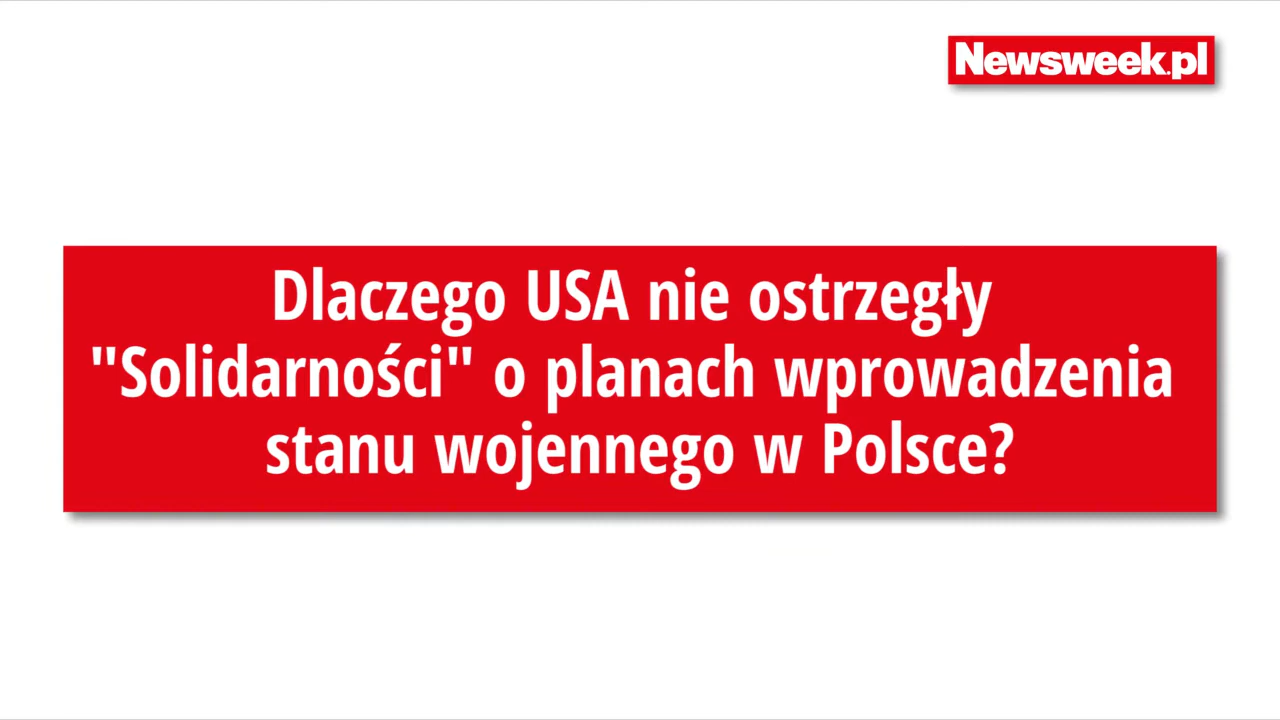 Newsweek.pl
Dlaczego USA nie ostrzegły
"Solidarności" o planach wprowadzenia
stanu wojennego w Polsce?